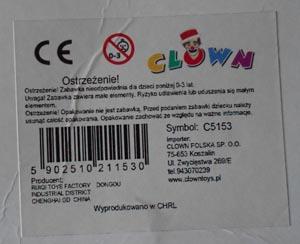 CE
0-3
CLOWN
Ostrzeżenie!
Ostrzeżenie! Zabawka nieodpowiednia dla dzieci poniżej 0-3 lat.
Uwaga! Zabawka zawiera małe elementy. Ryzyko udławienia lub uduszenia się małym
elementem.
Ostrzeżenie! Opakowanie nie jest zabawką. Przed podaniem zabawki dziecku należy
usunąć całość opakowania. Opakowanie zachować ze względu na ważne informacje.
Symbol: C5153
Importer:
CLOWN POLSKA SP. O.O.
75-653 Koszalin
Ul. Zwycięstwa 269/E
tel.943070239
www.clowntoys.pl
5 902510 211530
Producent:
RUIQI TOYS FACTORY DONGOU
INDUSTRIAL DISTRICT
CHENGHAI GD CHINA
Wyprodukowano w CHRL